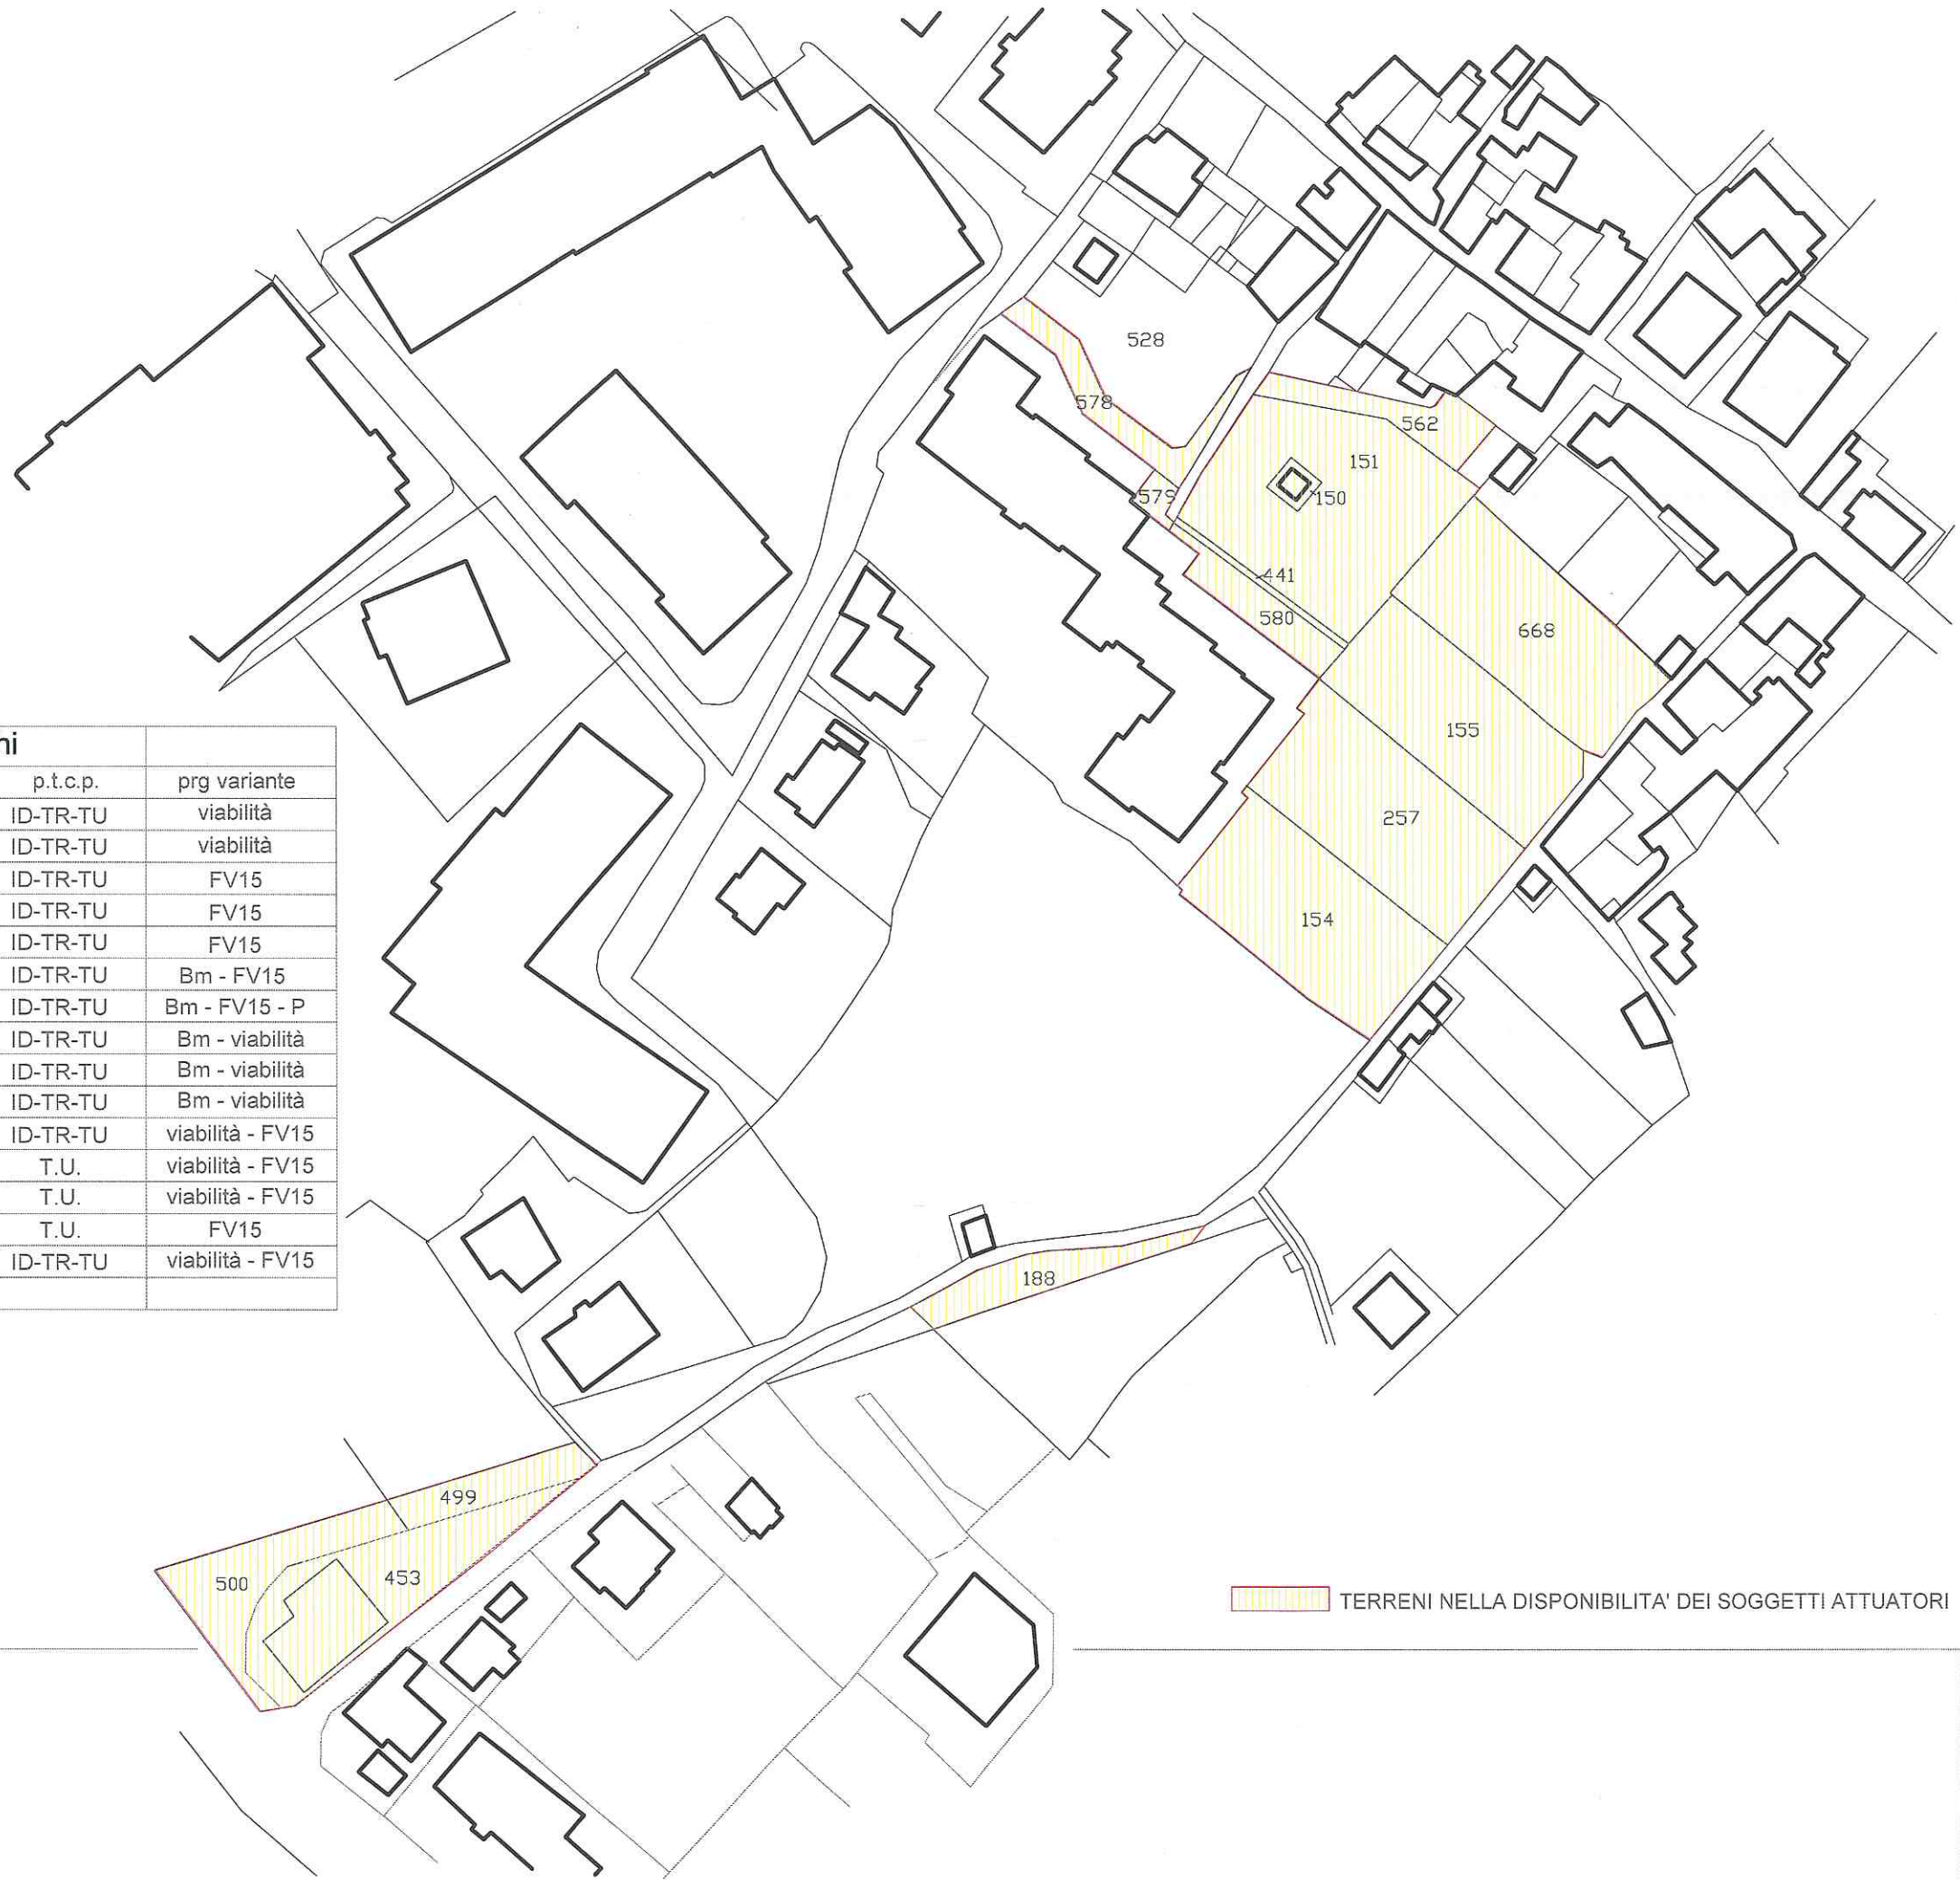 528
578
562
151
579
150
441
580
668
155
257
154
ni
p.t.c.p. prg variante
ID-TR-TU viabilità
ID-TR-TU viabilità
ID-TR-TU FV15
ID-TR-TU FV15
ID-TR-TU FV15
ID-TR-TU Bm - FV15
ID-TR-TU Bm - FV15 - P
ID-TR-TU Bm - viabilità
ID-TR-TU Bm - viabilità
ID-TR-TU Bm - viabilità
ID-TR-TU viabilità - FV15
T.U. viabilità - FV15
T.U. viabilità - FV15
T.U. FV15
ID-TR-TU viabilità - FV15
188
499
500
453
TERRENI NELLA DISPONIBILITA' DEI SOGGETTI ATTUATORI